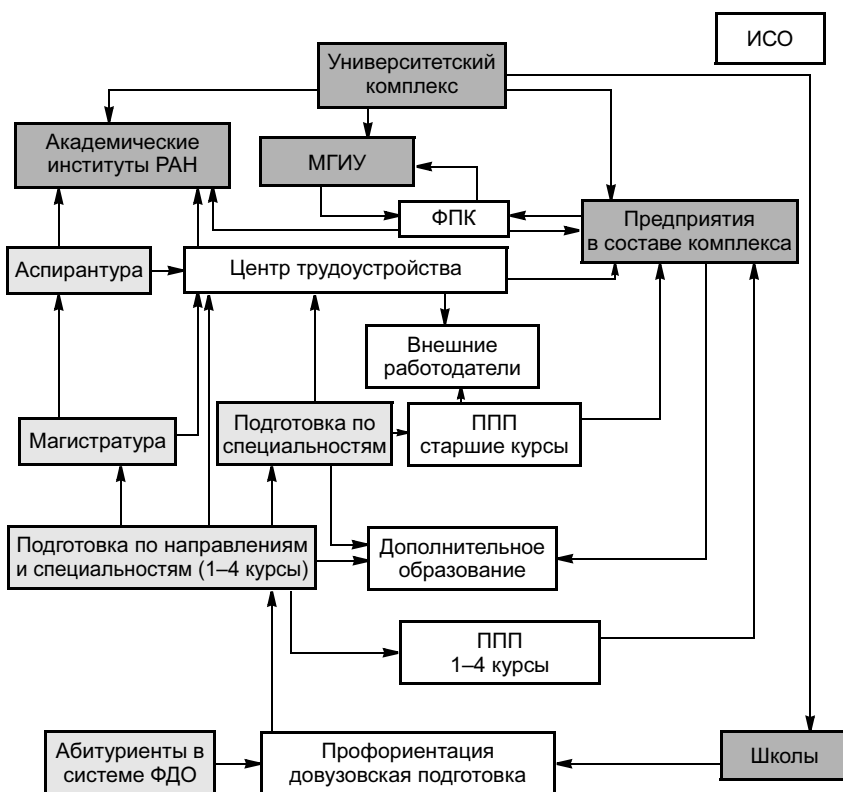 ИСО
Университетский
комплекс
Академические
институты РАН
МГИУ
ФПК
Предприятия
в составе комплекса
Аспирантура
Центр трудоустройства
Внешние
работодатели
Магистратура
Подготовка по
специальностям
ППП
старшие курсы
Подготовка по направлениям
и специальностям (1–4 курсы)
Дополнительное
образование
ППП
1–4 курсы
Абитуриенты в
системе ФДО
Профориентация
довузовская подготовка
Школы